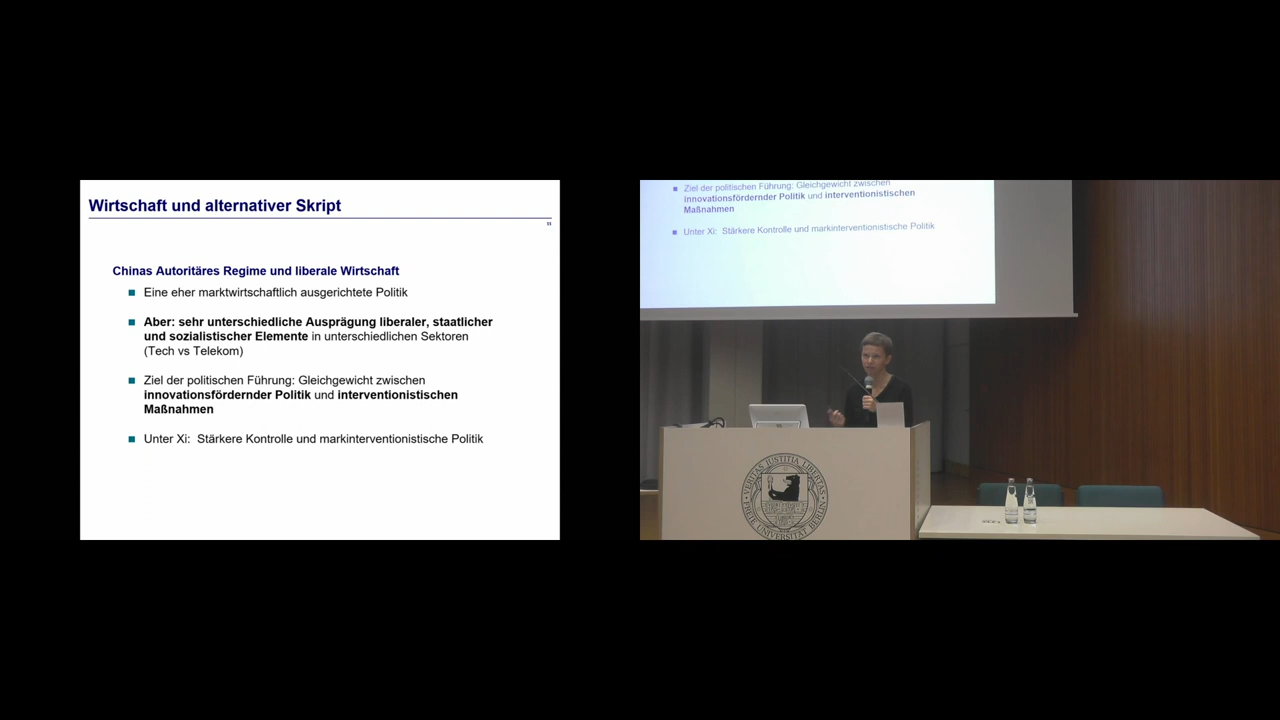 Wirtschaft und alternativer Skript
Chinas Autoritäres Regime und liberale Wirtschaft
Eine eher marktwirtschaftlich ausgerichtete Politik
Aber: sehr unterschiedliche Ausprägung liberaler, staatlicher
und sozialistischer Elemente in unterschiedlichen Sektoren
(Tech vs Telekom)
Ziel der politischen Führung: Gleichgewicht zwischen
innovationsfördernder Politik und interventionistischen
Maßnahmen
Unter Xi: Stärkere Kontrolle und markinterventionistische Politik
Ziel der politischen Führung: Gleichgewicht zwischen
innovationsfördernder Politik und interventionistischen
Maßnahmen
Unter Xi: Stärkere Kontrolle und markinterventionistische Politik
VERITAS JUSTITIA LIBERTAS
FREIE UNIVERSITÄT BERLIN